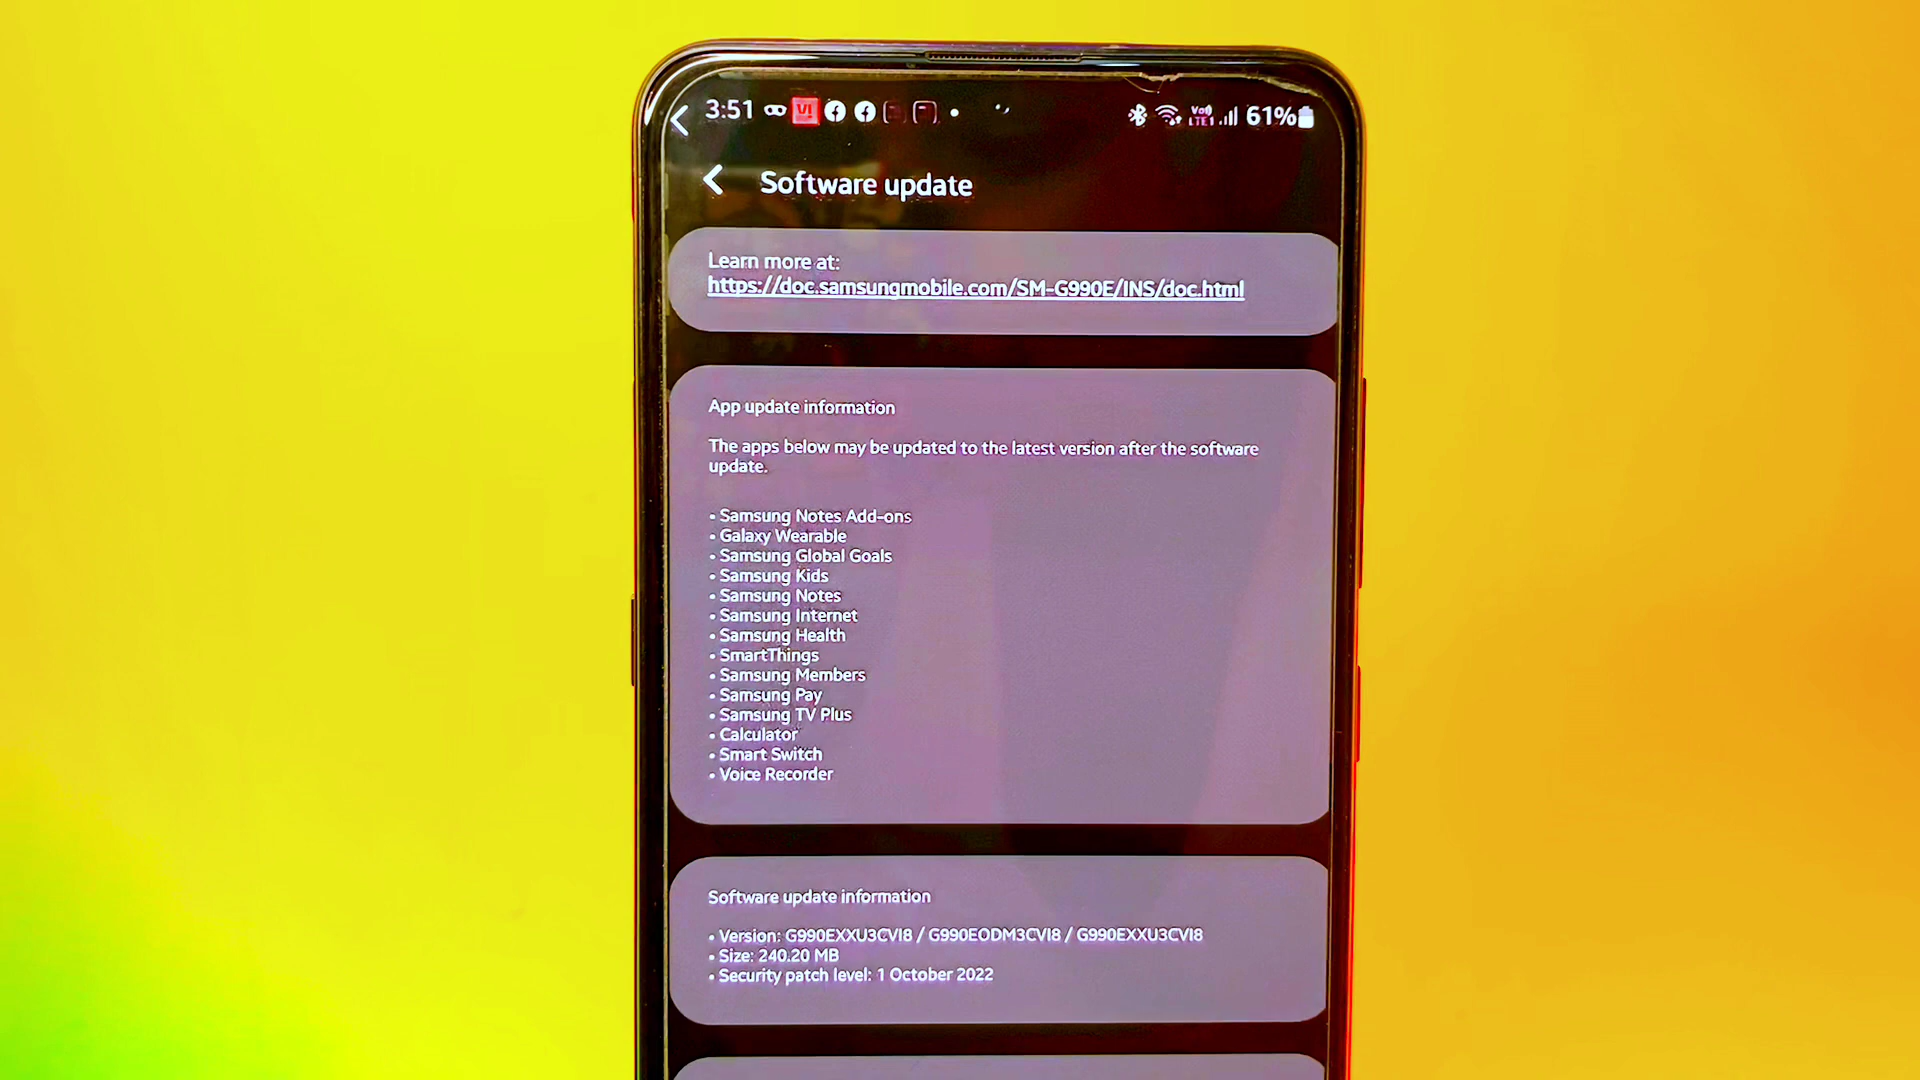 3:51 V! 61%
Software update
Learn more at:
https://doc.samsungmobile.com/SM-G990E/INS/doc.html
App update information
The apps below may be updated to the latest version after the software
update.
• Samsung Notes Add-ons
• Galaxy Wearable
• Samsung Global Goals
• Samsung Kids
• Samsung Notes
• Samsung Internet
• Samsung Health
• SmartThings
• Samsung Members
• Samsung Pay
• Samsung TV Plus
• Calculator
• Smart Switch
• Voice Recorder
Software update information
• Version: G990EXXU3CVI8 / G990EODM3CVI8 / G990EXXU3CVI8
• Size: 240.20 MB
• Security patch level: 1 October 2022